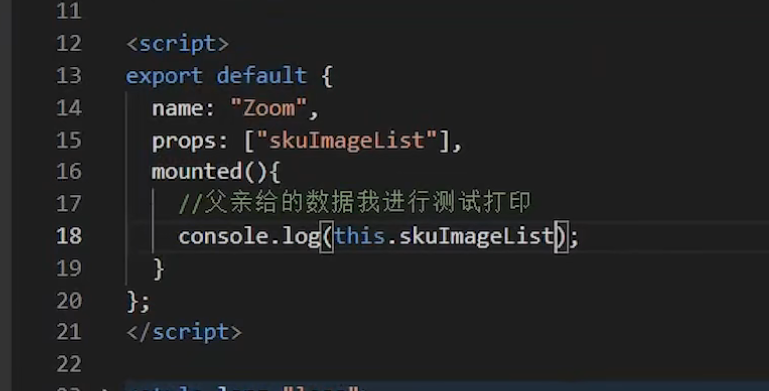 11
12 <script>
13 export default {
14 name: "Zoom",
15 props: ["skuImageList"],
16 mounted(){
17 //父亲给的数据我进行测试打印
18 console.log(this.skuImageList);
19 }
20 };
21 </script>
22